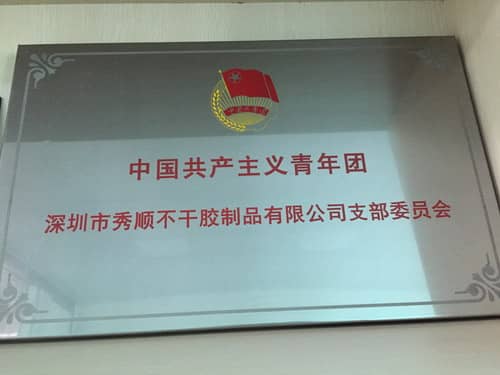 中国共产主义青年团
深圳市秀顺不干胶制品有限公司支部委员会